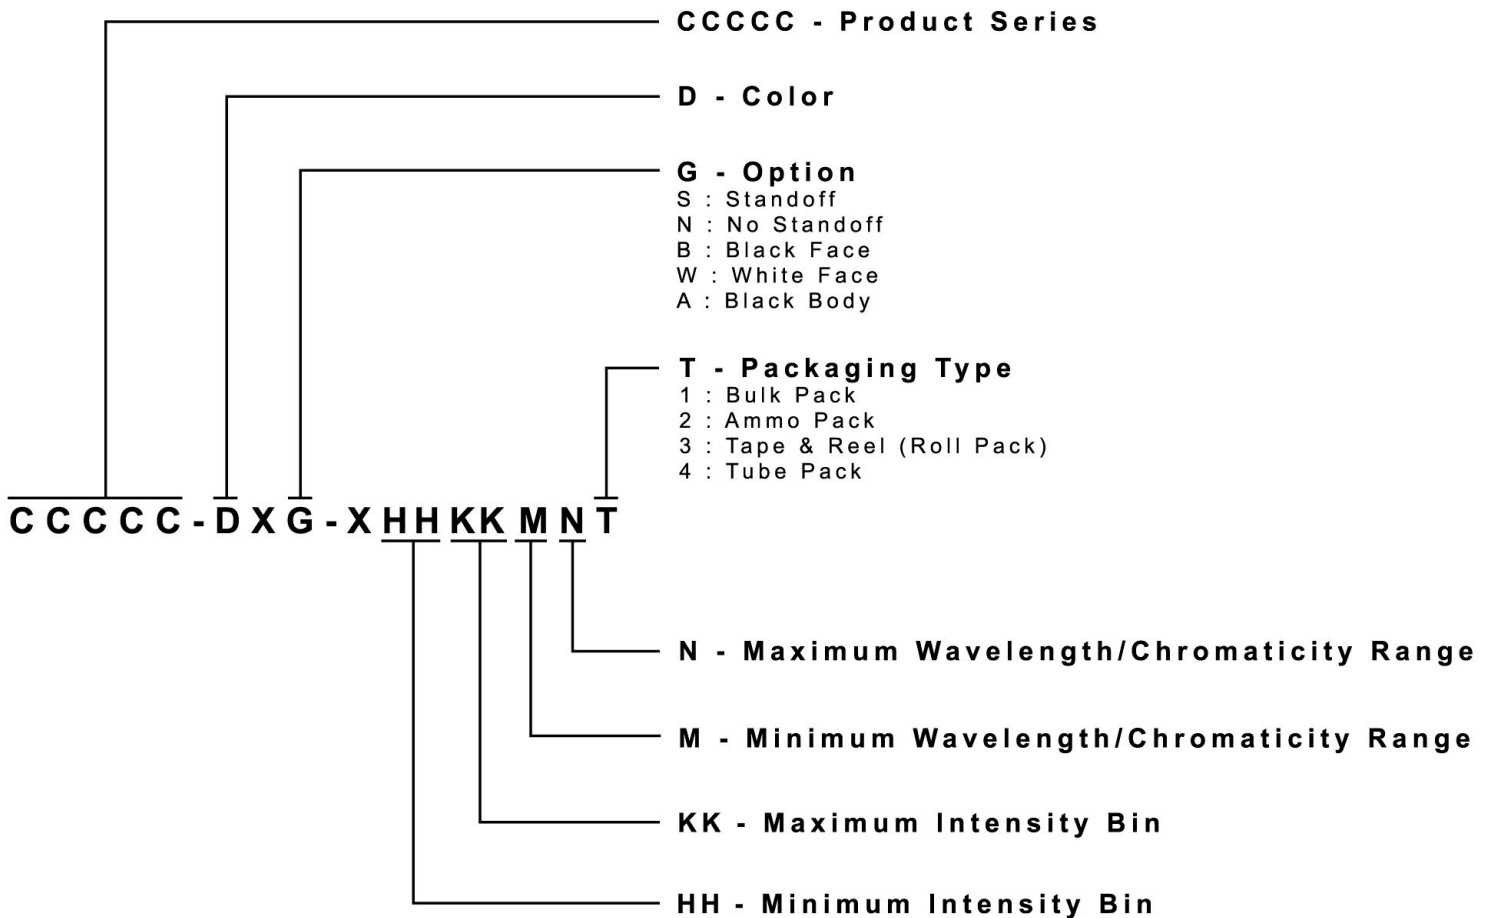 CCCCC - Product Series
D - Color
G - Option
S : Standoff
N : No Standoff
B : Black Face
W : White Face
A : Black Body
T - Packaging Type
1 : Bulk Pack
2 : Ammo Pack
3 : Tape & Reel (Roll Pack)
4 : Tube Pack
CCCCC-DXG-XHHKKMNT
N - Maximum Wavelength/Chromaticity Range
M - Minimum Wavelength/Chromaticity Range
KK - Maximum Intensity Bin
HH - Minimum Intensity Bin